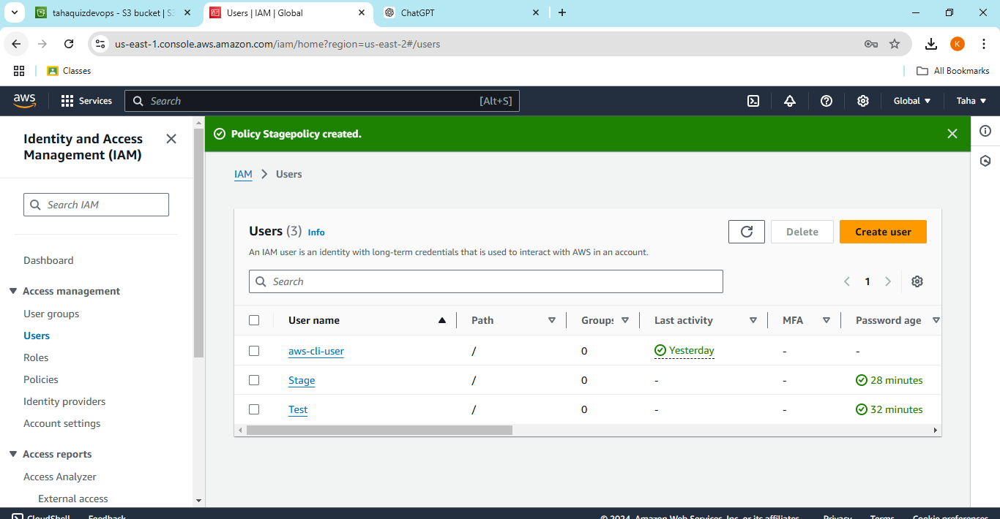 tahaquizdevops - S3 bucket | S3
Users | IAM | Global
ChatGPT
us-east-1.console.aws.amazon.com/iam/home?region=us-east-2#/users
K
Classes
All Bookmarks
aws
Services
Search
[Alt+S]
Global
Taha
Identity and Access
Management (IAM)
Search IAM
Dashboard
Access management
User groups
Users
Roles
Policies
Identity providers
Account settings
Access reports
Access Analyzer
External access
Policy Stagepolicy created.
IAM
Users
Users (3) Info
Delete
Create user
An IAM user is an identity with long-term credentials that is used to interact with AWS in an account.
Search
1
User name Path Groups Last activity MFA Password age
aws-cli-user / 0 Yesterday - -
Stage / 0 - - 28 minutes
Test / 0 - - 32 minutes
CloudShell Feedback © 2024, Amazon Web Services, Inc. or its affiliates. Privacy Terms Cookie preferences